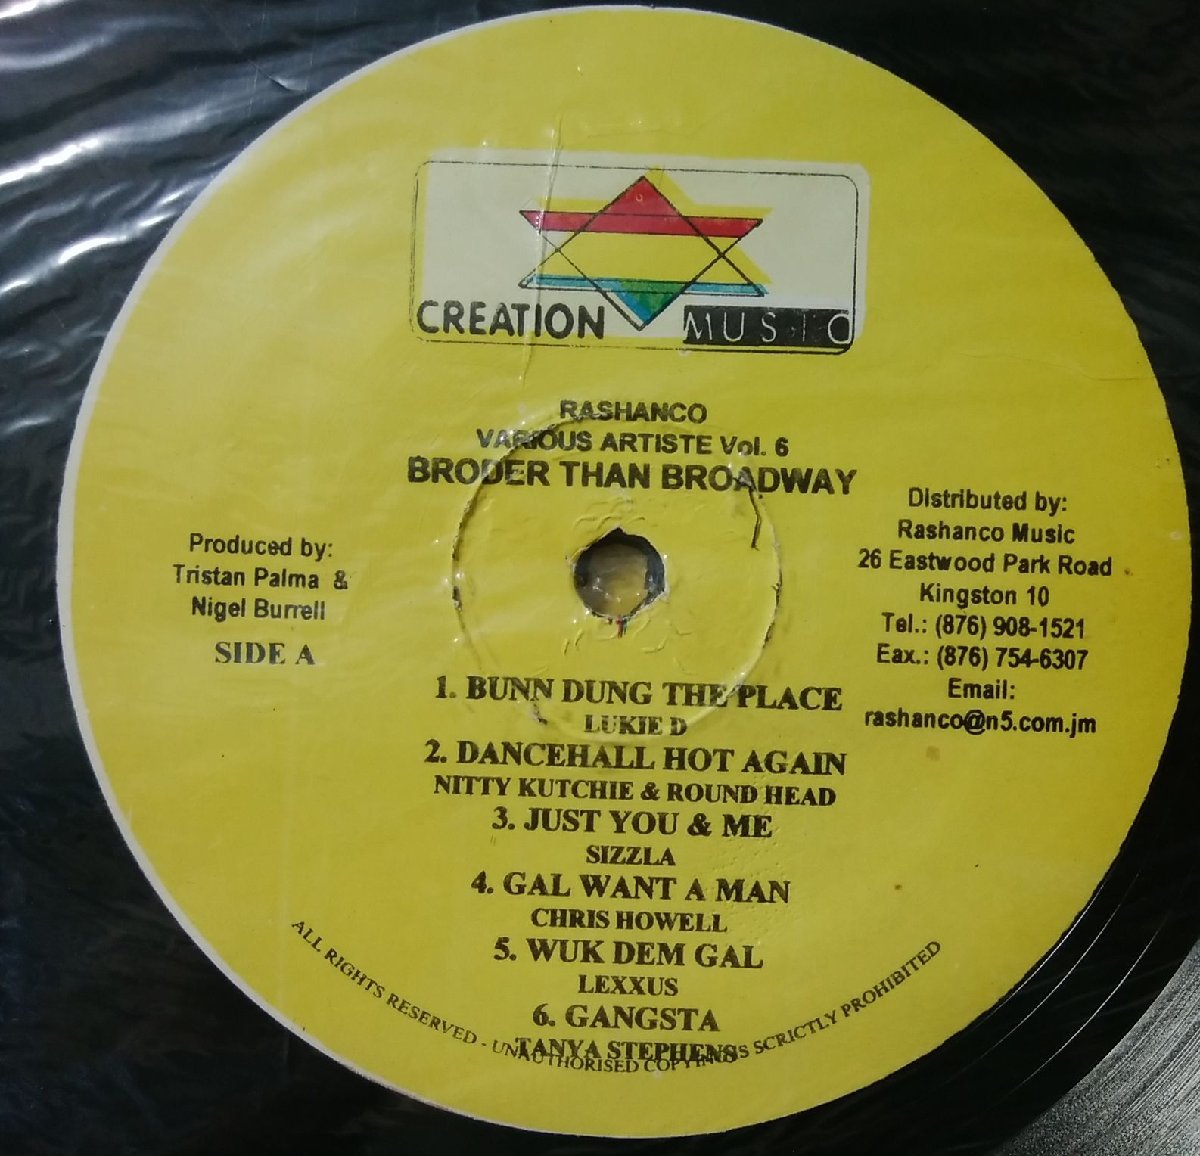 CREATION MUSIC
RASHANCO
VARIOUS ARTISTE Vol. 6
BRODER THAN BROADWAY
Produced by:
Tristan Palma &
Nigel Burrell
SIDE A
Distributed by:
Rashanco Music
26 Eastwood Park Road
Kingston 10
Tel.: (876) 908-1521
Eax.: (876) 754-6307
Email:
rashanco@n5.com.jm
1. BUNN DUNG THE PLACE
LUKIE D
2. DANCEHALL HOT AGAIN
NITTY KUTCHIE & ROUND HEAD
3. JUST YOU & ME
SIZZLA
4. GAL WANT A MAN
CHRIS HOWELL
5. WUK DEM GAL
LEXXUS
6. GANGSTA
TANYA STEPHENS
ALL RIGHTS RESERVED - UNAUTHORISED COPYING IS SCRICTLY PROHIBITED